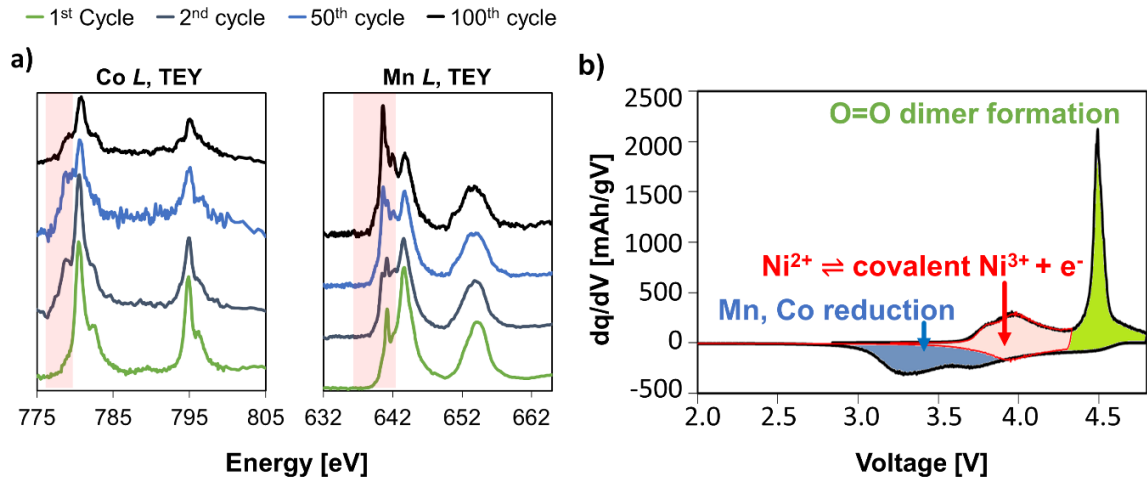 1st Cycle 2nd cycle 50th cycle 100th cycle
a)
Co L, TEY
Mn L, TEY
775 785 795 805
632 642 652 662
Energy [eV]
b)
dq/dV [mAh/gV]
2500
2000
1500
1000
500
0
-500
O=O dimer formation
Ni2+ ⇌ covalent Ni3+ + e-
Mn, Co reduction
2.0 2.5 3.0 3.5 4.0 4.5
Voltage [V]